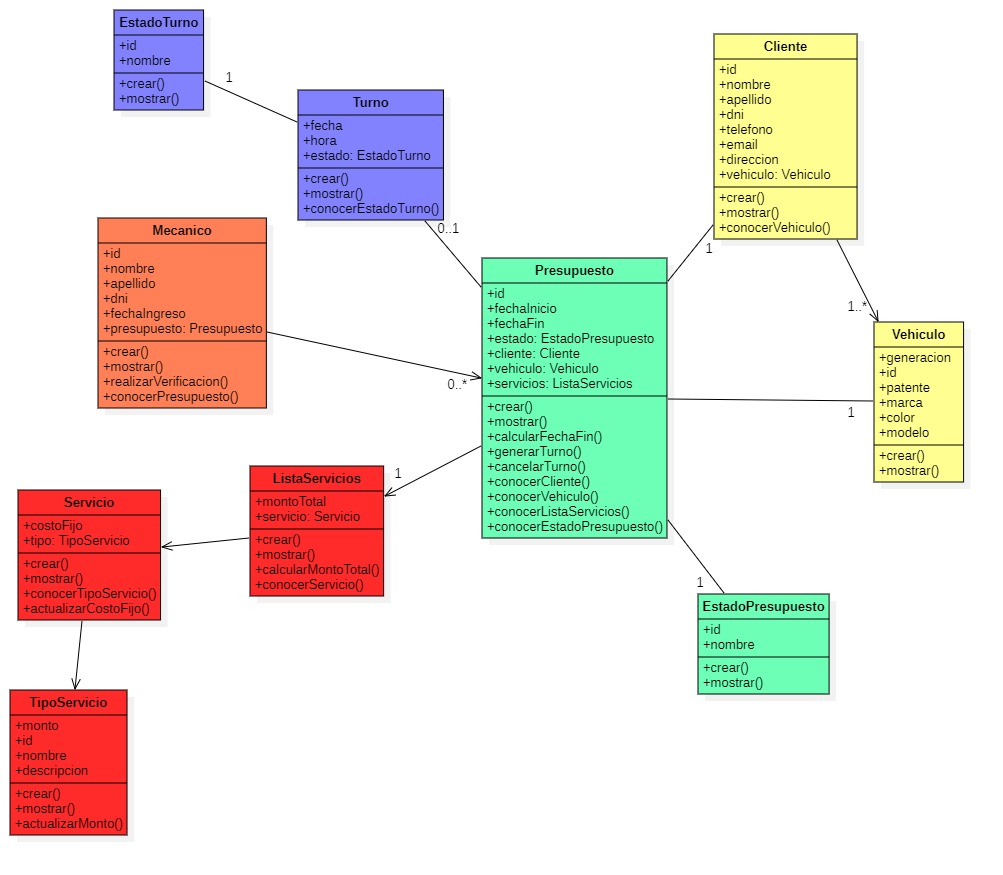 EstadoTurno
+id
+nombre
+crear()
+mostrar()
1
Turno
+fecha
+hora
+estado: EstadoTurno
+crear()
+mostrar()
+conocerEstadoTurno()
0..1
Cliente
+id
+nombre
+apellido
+dni
+telefono
+email
+direccion
+vehiculo: Vehiculo
+crear()
+mostrar()
+conocerVehiculo()
1
1..*
Mecanico
+id
+nombre
+apellido
+dni
+fechaIngreso
+presupuesto: Presupuesto
+crear()
+mostrar()
+realizarVerificacion()
+conocerPresupuesto()
0..*
Presupuesto
+id
+fechaInicio
+fechaFin
+estado: EstadoPresupuesto
+cliente: Cliente
+vehiculo: Vehiculo
+servicios: ListaServicios
+crear()
+mostrar()
+calcularFechaFin()
+generarTurno()
+cancelarTurno()
+conocerCliente()
+conocerVehiculo()
+conocerListaServicios()
+conocerEstadoPresupuesto()
Vehiculo
+generacion
+id
+patente
+marca
+color
+modelo
+crear()
+mostrar()
1
1
ListaServicios
+montoTotal
+servicio: Servicio
+crear()
+mostrar()
+calcularMontoTotal()
+conocerServicio()
Servicio
+costoFijo
+tipo: TipoServicio
+crear()
+mostrar()
+conocerTipoServicio()
+actualizarCostoFijo()
1
EstadoPresupuesto
+id
+nombre
+crear()
+mostrar()
TipoServicio
+monto
+id
+nombre
+descripcion
+crear()
+mostrar()
+actualizarMonto()